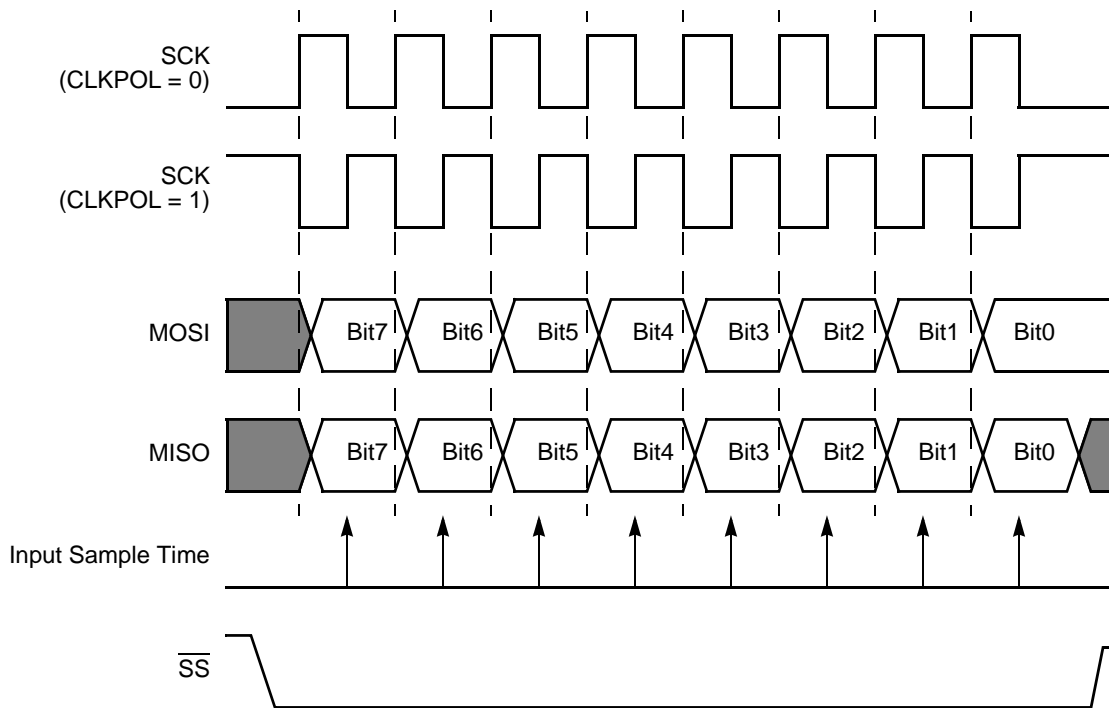 SCK
(CLKPOL = 0)
SCK
(CLKPOL = 1)
MOSI
Bit7 Bit6 Bit5 Bit4 Bit3 Bit2 Bit1 Bit0
MISO
Bit7 Bit6 Bit5 Bit4 Bit3 Bit2 Bit1 Bit0
Input Sample Time
SS